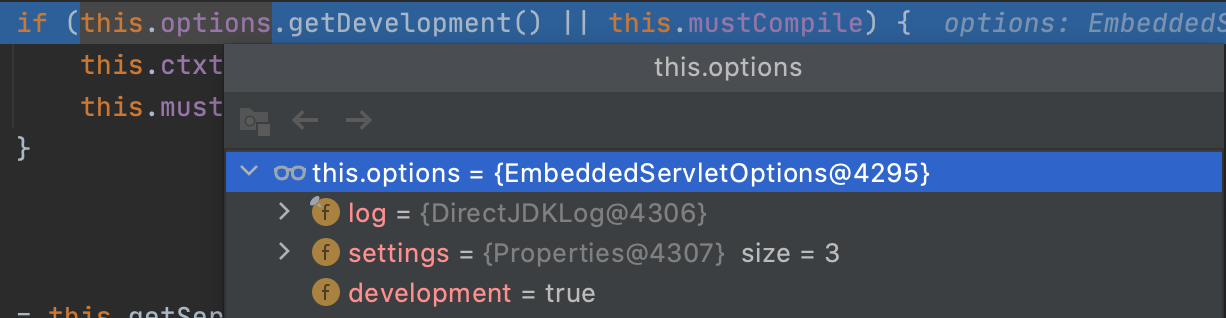 if (this.options.getDevelopment() || this.mustCompile) { options: EmbeddedS
this.ctxt
this.must
}
this.options
this.options = {EmbeddedServletOptions@4295}
f log = {DirectJDKLog@4306}
f settings = {Properties@4307} size = 3
f development = true
= this.getSer